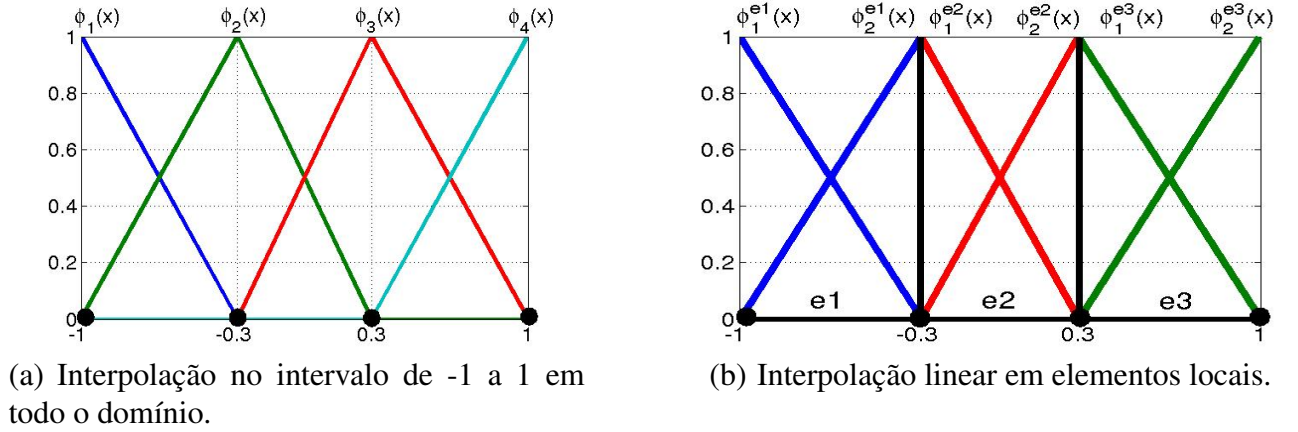 ϕ₁(x) ϕ₂(x) ϕ₃(x) ϕ₄(x)
1
0.8
0.6
0.4
0.2
0
-1 -0.3 0.3 1
(a) Interpolação no intervalo de -1 a 1 em
todo o domínio.
ϕ₁ᵉ¹(x) ϕ₂ᵉ¹(x) ϕ₁ᵉ²(x) ϕ₂ᵉ²(x) ϕ₁ᵉ³(x) ϕ₂ᵉ³(x)
1
0.8
0.6
0.4
0.2
0
e1 e2 e3
-1 -0.3 0.3 1
(b) Interpolação linear em elementos locais.